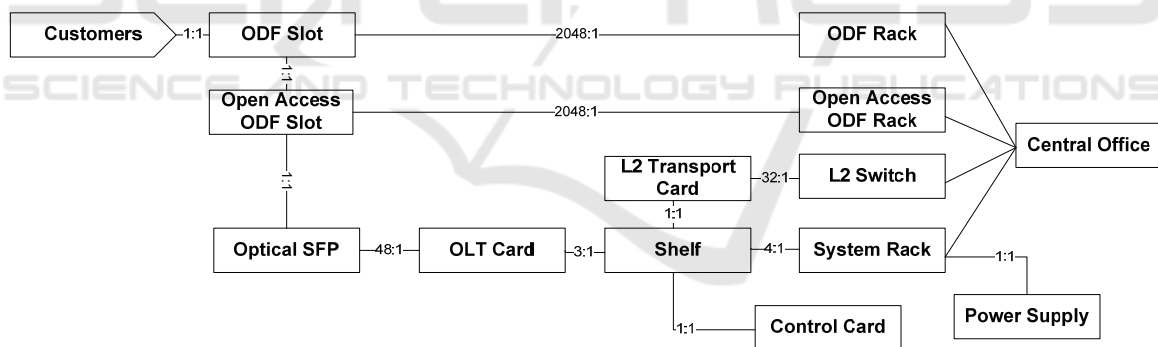 Customers
1:1
ODF Slot
2048:1
ODF Rack
1:1
SCIENCE AND TECHNOLOGY PUBLICATIONS
Open Access
ODF Slot
2048:1
Open Access
ODF Rack
Central Office
L2 Transport
Card
32:1
L2 Switch
1:1
1:1
Optical SFP
48:1
OLT Card
3:1
Shelf
4:1
System Rack
1:1
Power Supply
1:1
Control Card